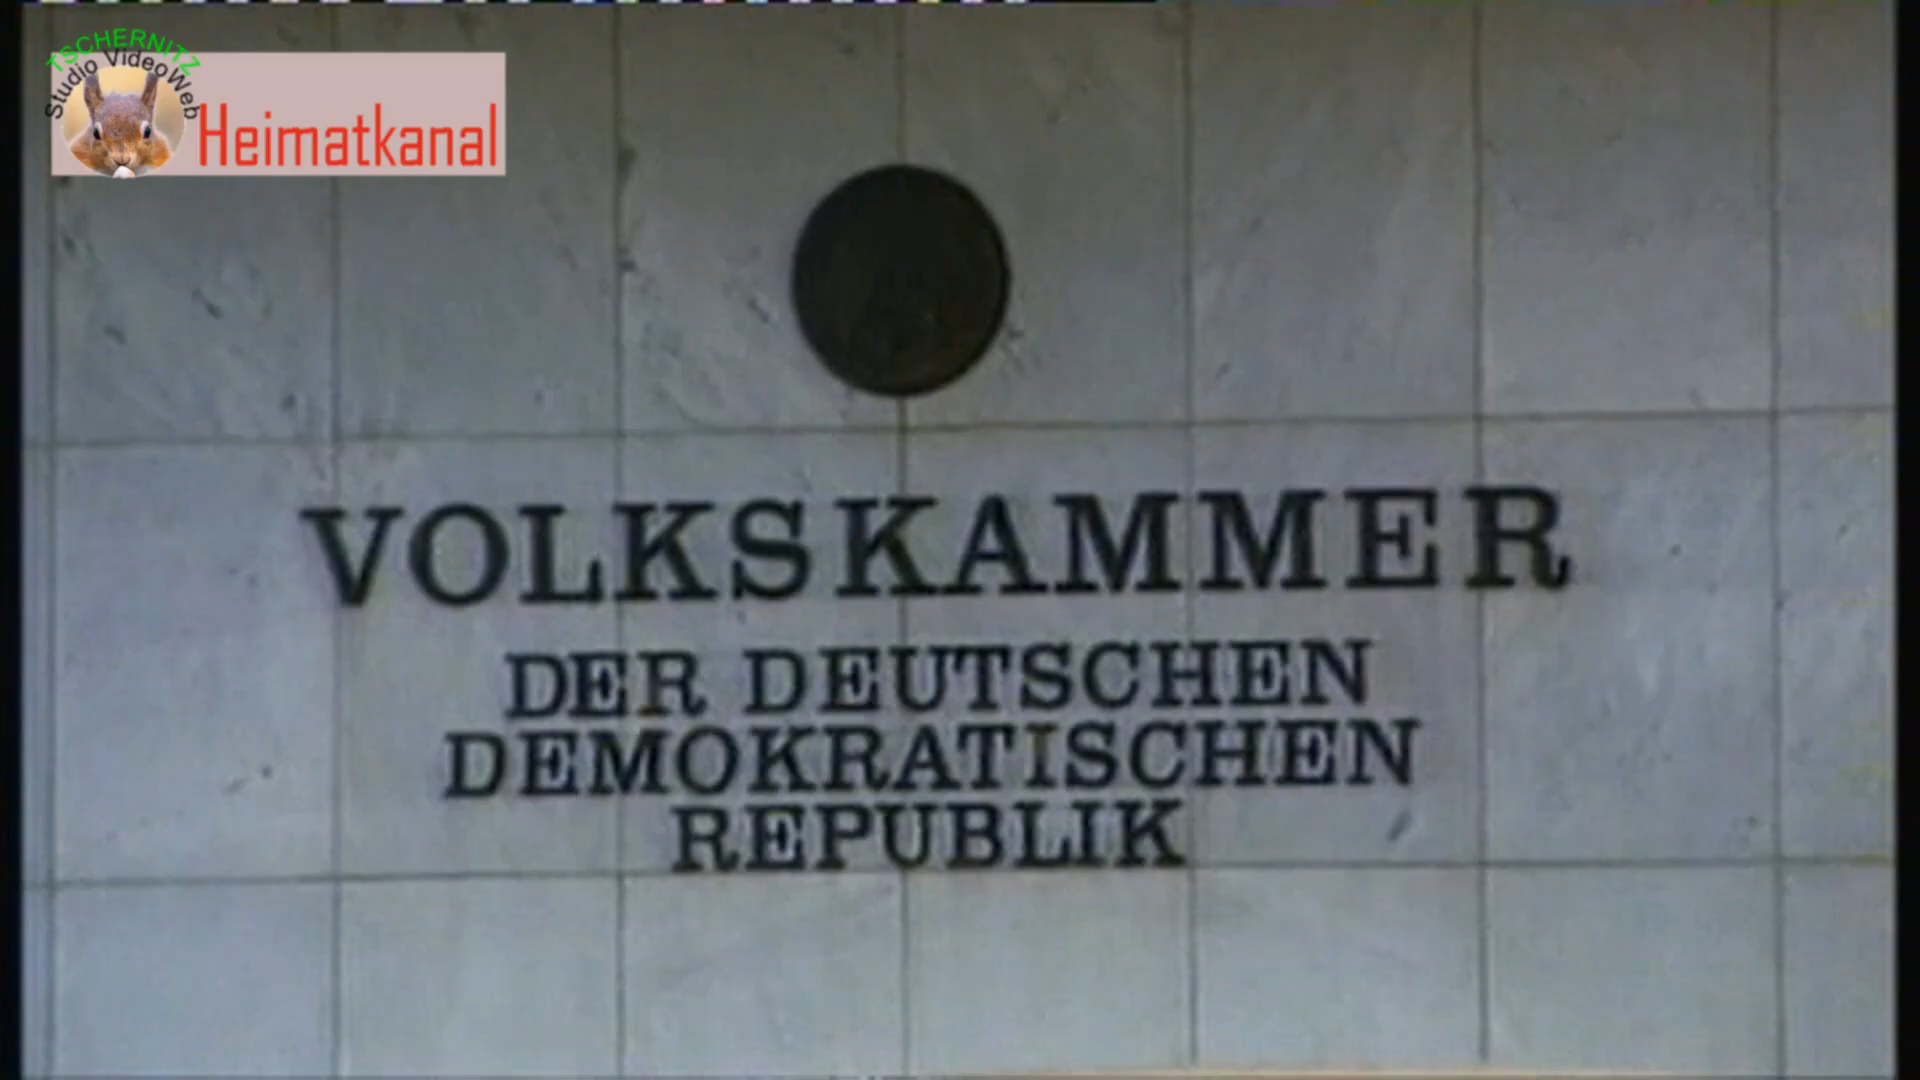 TSCHERNITZ
Studio VideoWeb
Heimatkanal
VOLKSKAMMER
DER DEUTSCHEN
DEMOKRATISCHEN
REPUBLIK